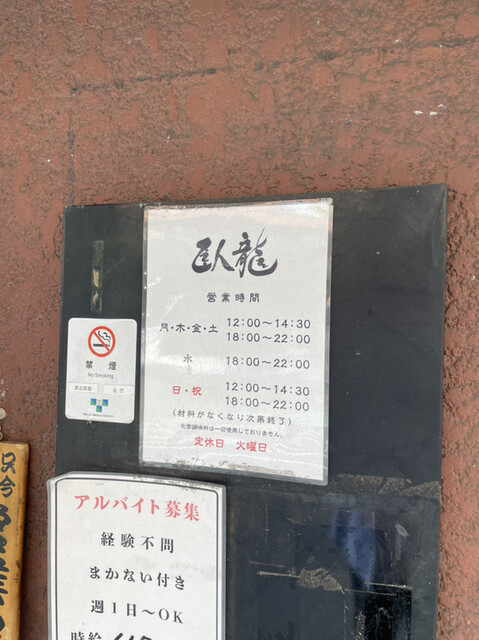 臥龍
営業時間
月・木・金・土 12:00〜14:30
18:00〜22:00
水 18:00〜22:00
日・祝 12:00〜14:30
18:00〜22:00
(材料がなくなり次第終了)
化学調味料は一切使用しておりません。
定休日 火曜日
禁煙
No Smoking
アルバイト募集
経験不問
まかない付き
週1日〜OK
時給
只今